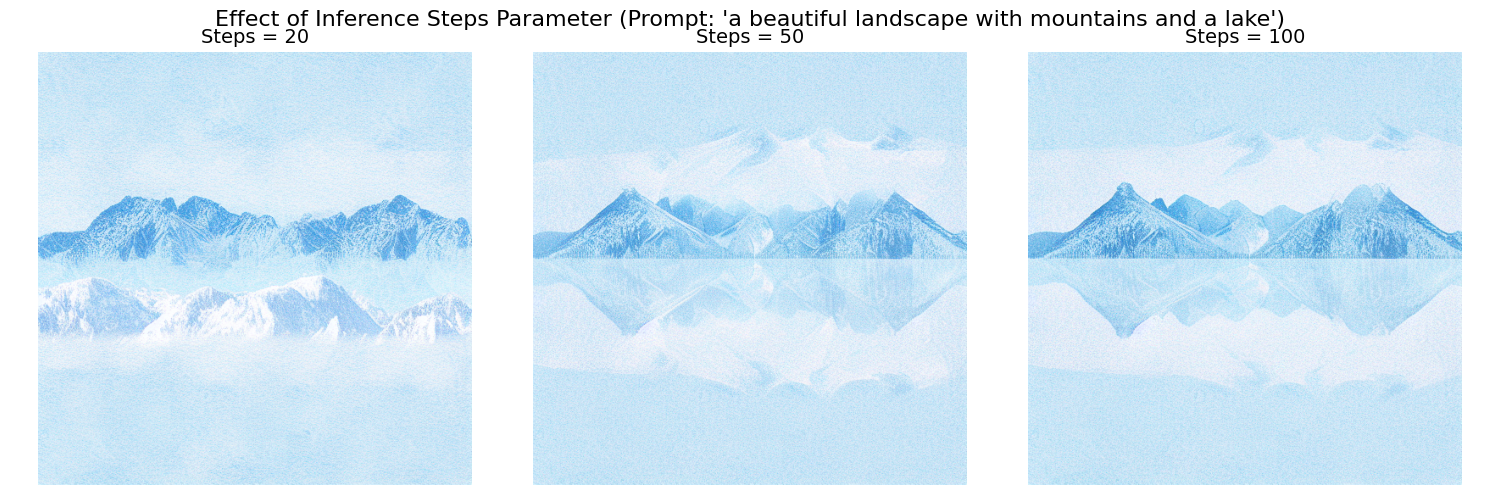 Effect of Inference Steps Parameter (Prompt: 'a beautiful landscape with mountains and a lake')
Steps = 20
Steps = 50
Steps = 100